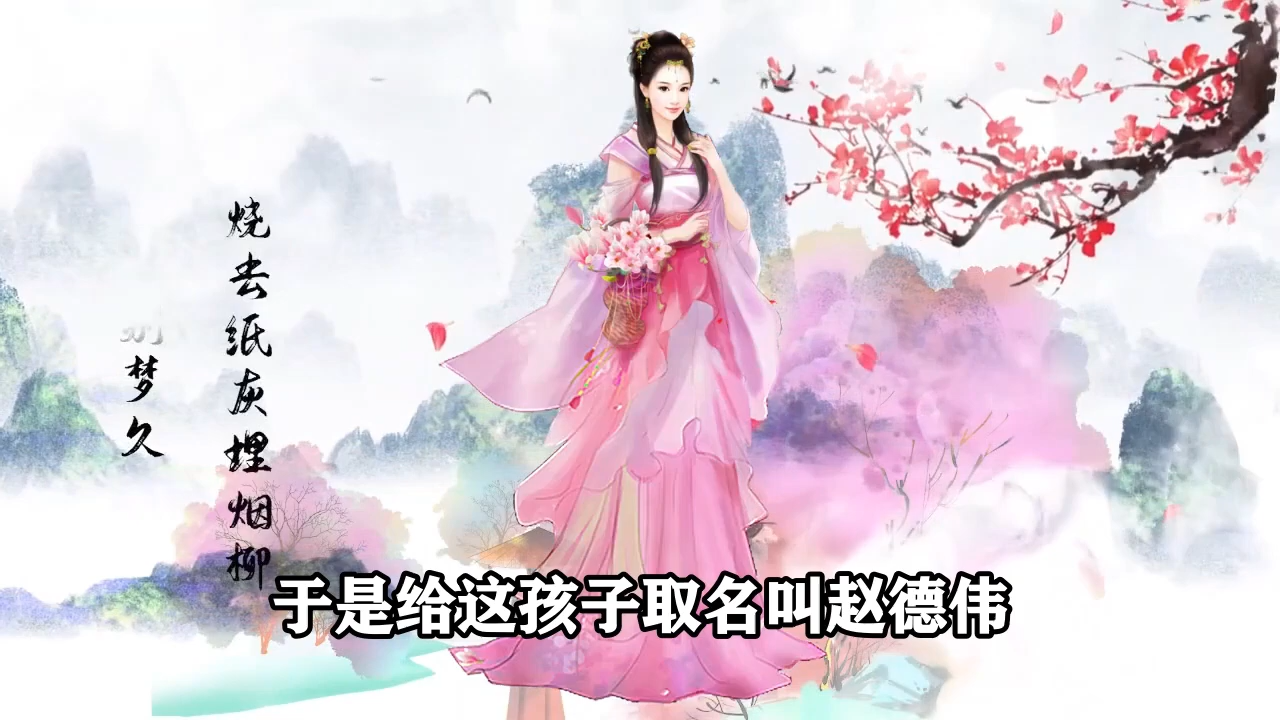 烧去纸灰埋烟柳
别梦久
于是给这孩子取名叫赵德伟